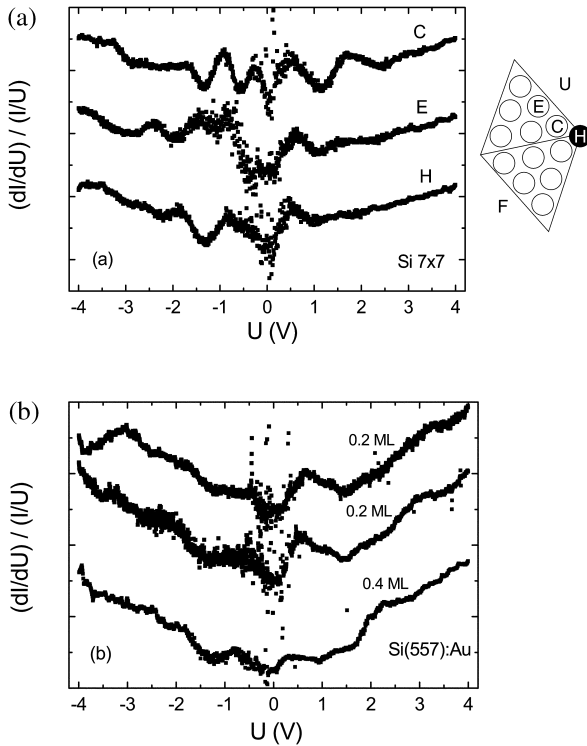 (a)
(dI/dU) / (I/U)
C
E
H
(a)
Si 7x7
-4 -3 -2 -1 0 1 2 3 4
U (V)
U
E
C
H
F
(b)
(dI/dU) / (I/U)
0.2 ML
0.2 ML
0.4 ML
(b)
Si(557):Au
-4 -3 -2 -1 0 1 2 3 4
U (V)